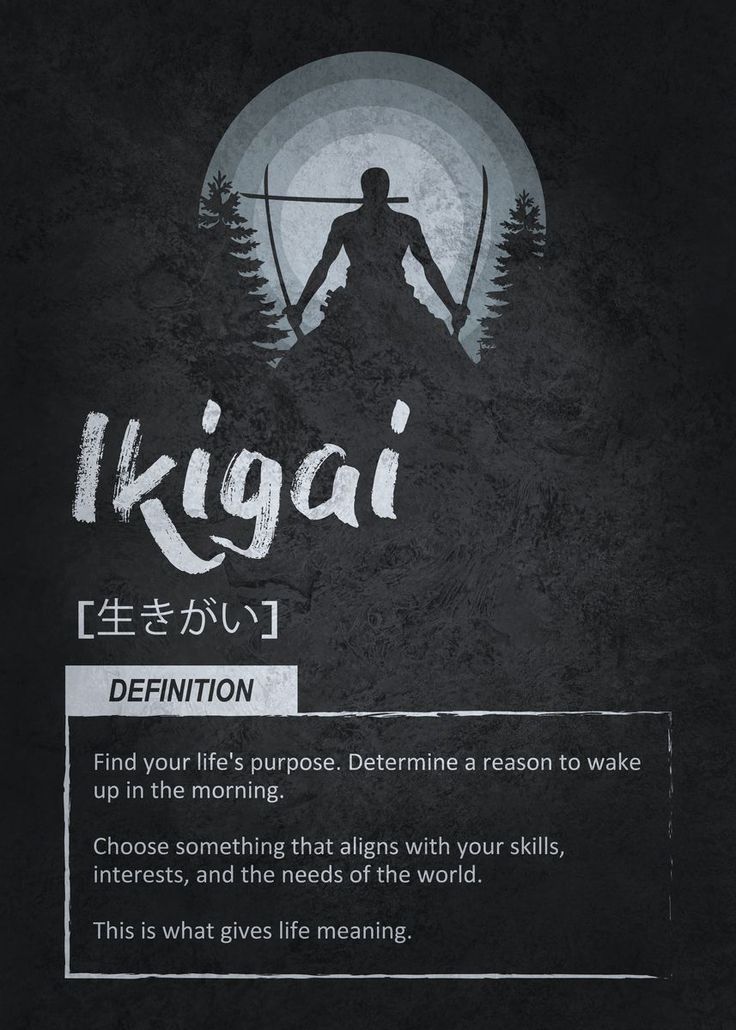 Ikigai
[生きがい]
DEFINITION
Find your life's purpose. Determine a reason to wake
up in the morning.
Choose something that aligns with your skills,
interests, and the needs of the world.
This is what gives life meaning.